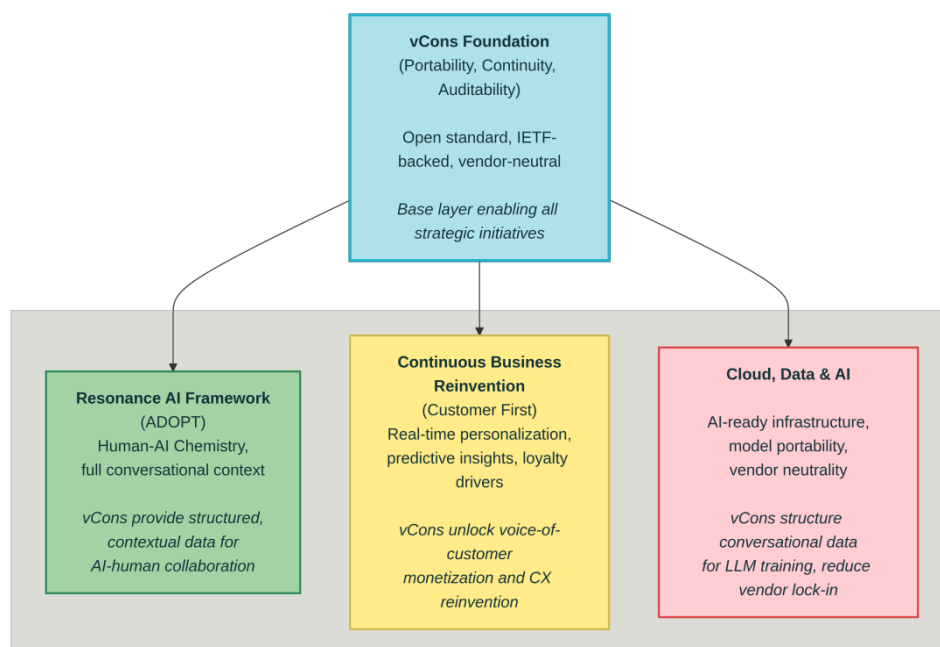 vCons Foundation
(Portability, Continuity,
Auditability)
Open standard, IETF-
backed, vendor-neutral
Base layer enabling all
strategic initiatives
Resonance AI Framework
(ADOPT)
Human-AI Chemistry,
full conversational context
vCons provide structured,
contextual data for
AI-human collaboration
Continuous Business
Reinvention
(Customer First)
Real-time personalization,
predictive insights, loyalty
drivers
vCons unlock voice-of-
customer
monetization and CX
reinvention
Cloud, Data & AI
AI-ready infrastructure,
model portability,
vendor neutrality
vCons structure
conversational data
for LLM training, reduce
vendor lock-in